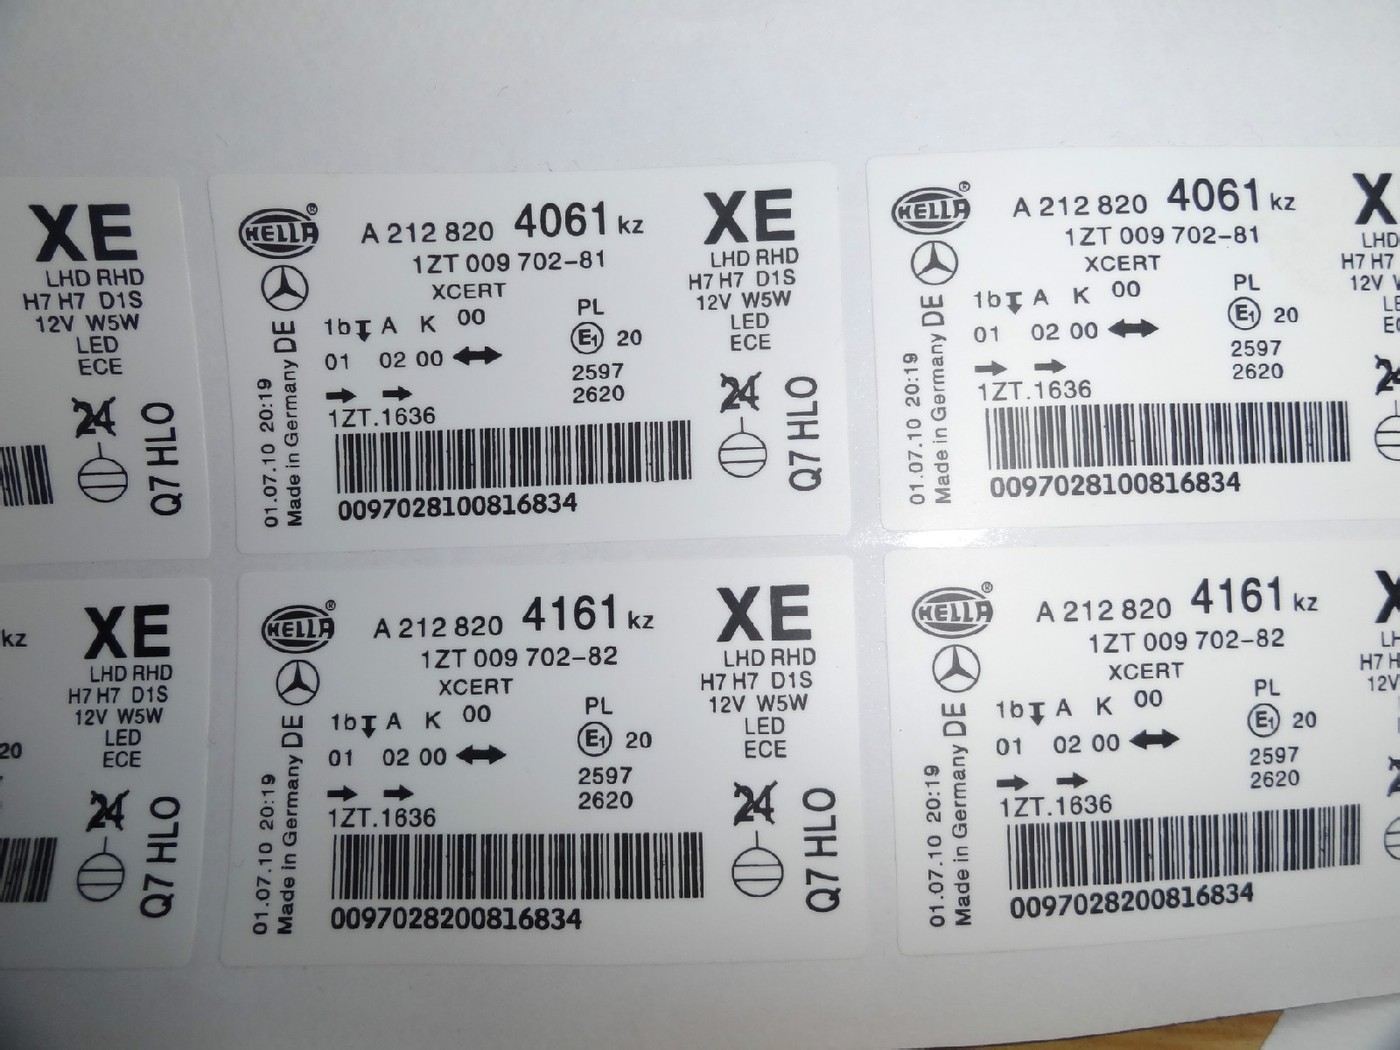 XE
LHD RHD
H7 H7 D1S
12V W5W
LED
ECE
24
Q7 HLO
HELLA ®
A 212 820 4061 kz
1ZT 009 702-81
XCERT
1b A K 00
01 02 00
1ZT.1636
PL
E1 20
2597
2620
XE
LHD RHD
H7 H7 D1S
12V W5W
LED
ECE
24
Q7 HLO
01.07.10 20:19
Made in Germany DE
0097028100816834
HELLA ®
A 212 820 4061 kz
1ZT 009 702-81
XCERT
1b A K 00
01 02 00
1ZT.1636
PL
E1 20
2597
2620
01.07.10 20:19
Made in Germany DE
0097028100816834
kz
XE
LHD RHD
H7 H7 D1S
12V W5W
LED
ECE
20
24
Q7 HLO
HELLA ®
A 212 820 4161 kz
1ZT 009 702-82
XCERT
1b A K 00
01 02 00
1ZT.1636
PL
E1 20
2597
2620
XE
LHD RHD
H7 H7 D1S
12V W5W
LED
ECE
24
Q7 HLO
01.07.10 20:19
Made in Germany DE
0097028200816834
HELLA ®
A 212 820 4161 kz
1ZT 009 702-82
XCERT
1b A K 00
01 02 00
1ZT.1636
PL
E1 20
2597
2620
01.07.10 20:19
Made in Germany DE
0097028200816834